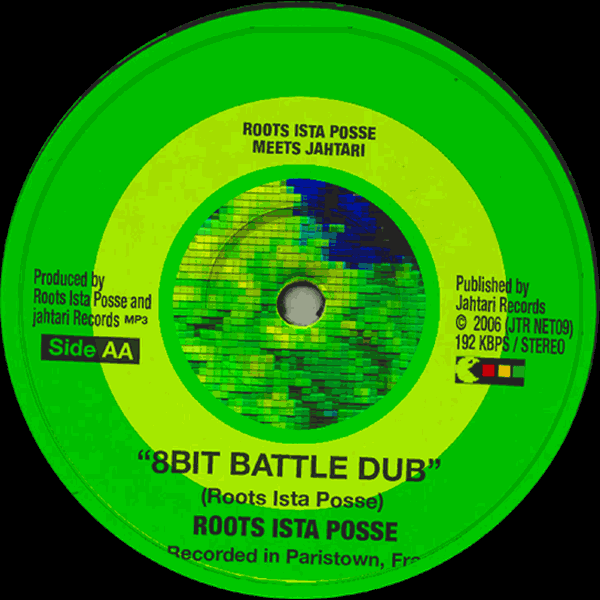 ROOTS ISTA POSSE
MEETS JAHTARI
Produced by
Roots Ista Posse and
jahtari Records MP3
Side AA
Published by
Jahtari Records
© 2006 (JTR NET09)
192 KBPS / STEREO
“8BIT BATTLE DUB”
(Roots Ista Posse)
ROOTS ISTA POSSE
Recorded in Paristown, Fra